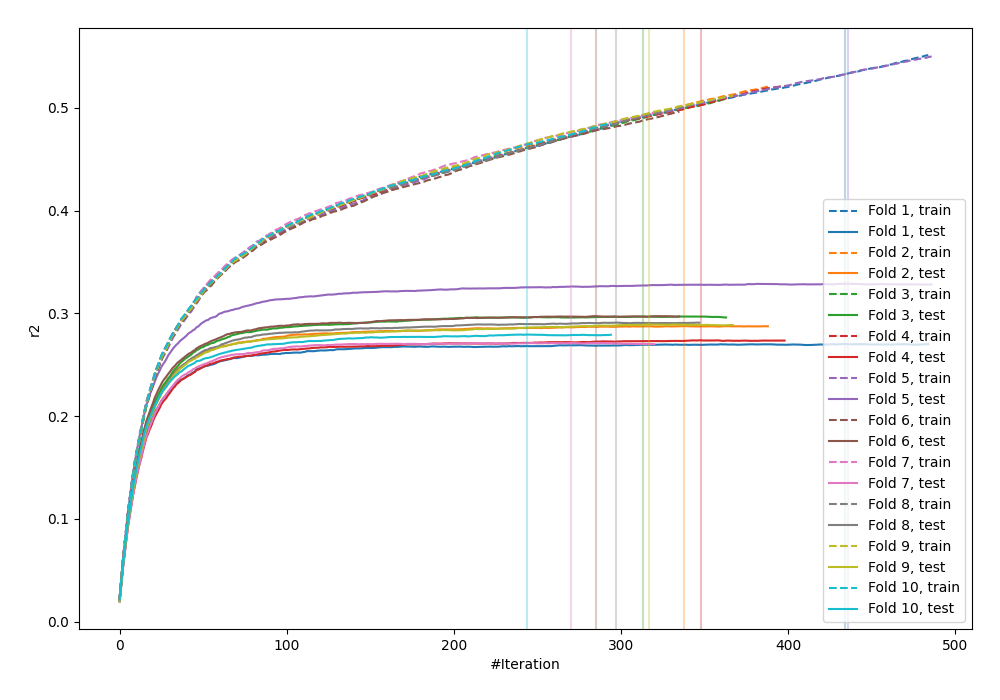 0.5
0.4
0.3
0.2
0.1
0.0
r2
0
100
200
300
400
500
#Iteration
Fold 1, train
Fold 1, test
Fold 2, train
Fold 2, test
Fold 3, train
Fold 3, test
Fold 4, train
Fold 4, test
Fold 5, train
Fold 5, test
Fold 6, train
Fold 6, test
Fold 7, train
Fold 7, test
Fold 8, train
Fold 8, test
Fold 9, train
Fold 9, test
Fold 10, train
Fold 10, test